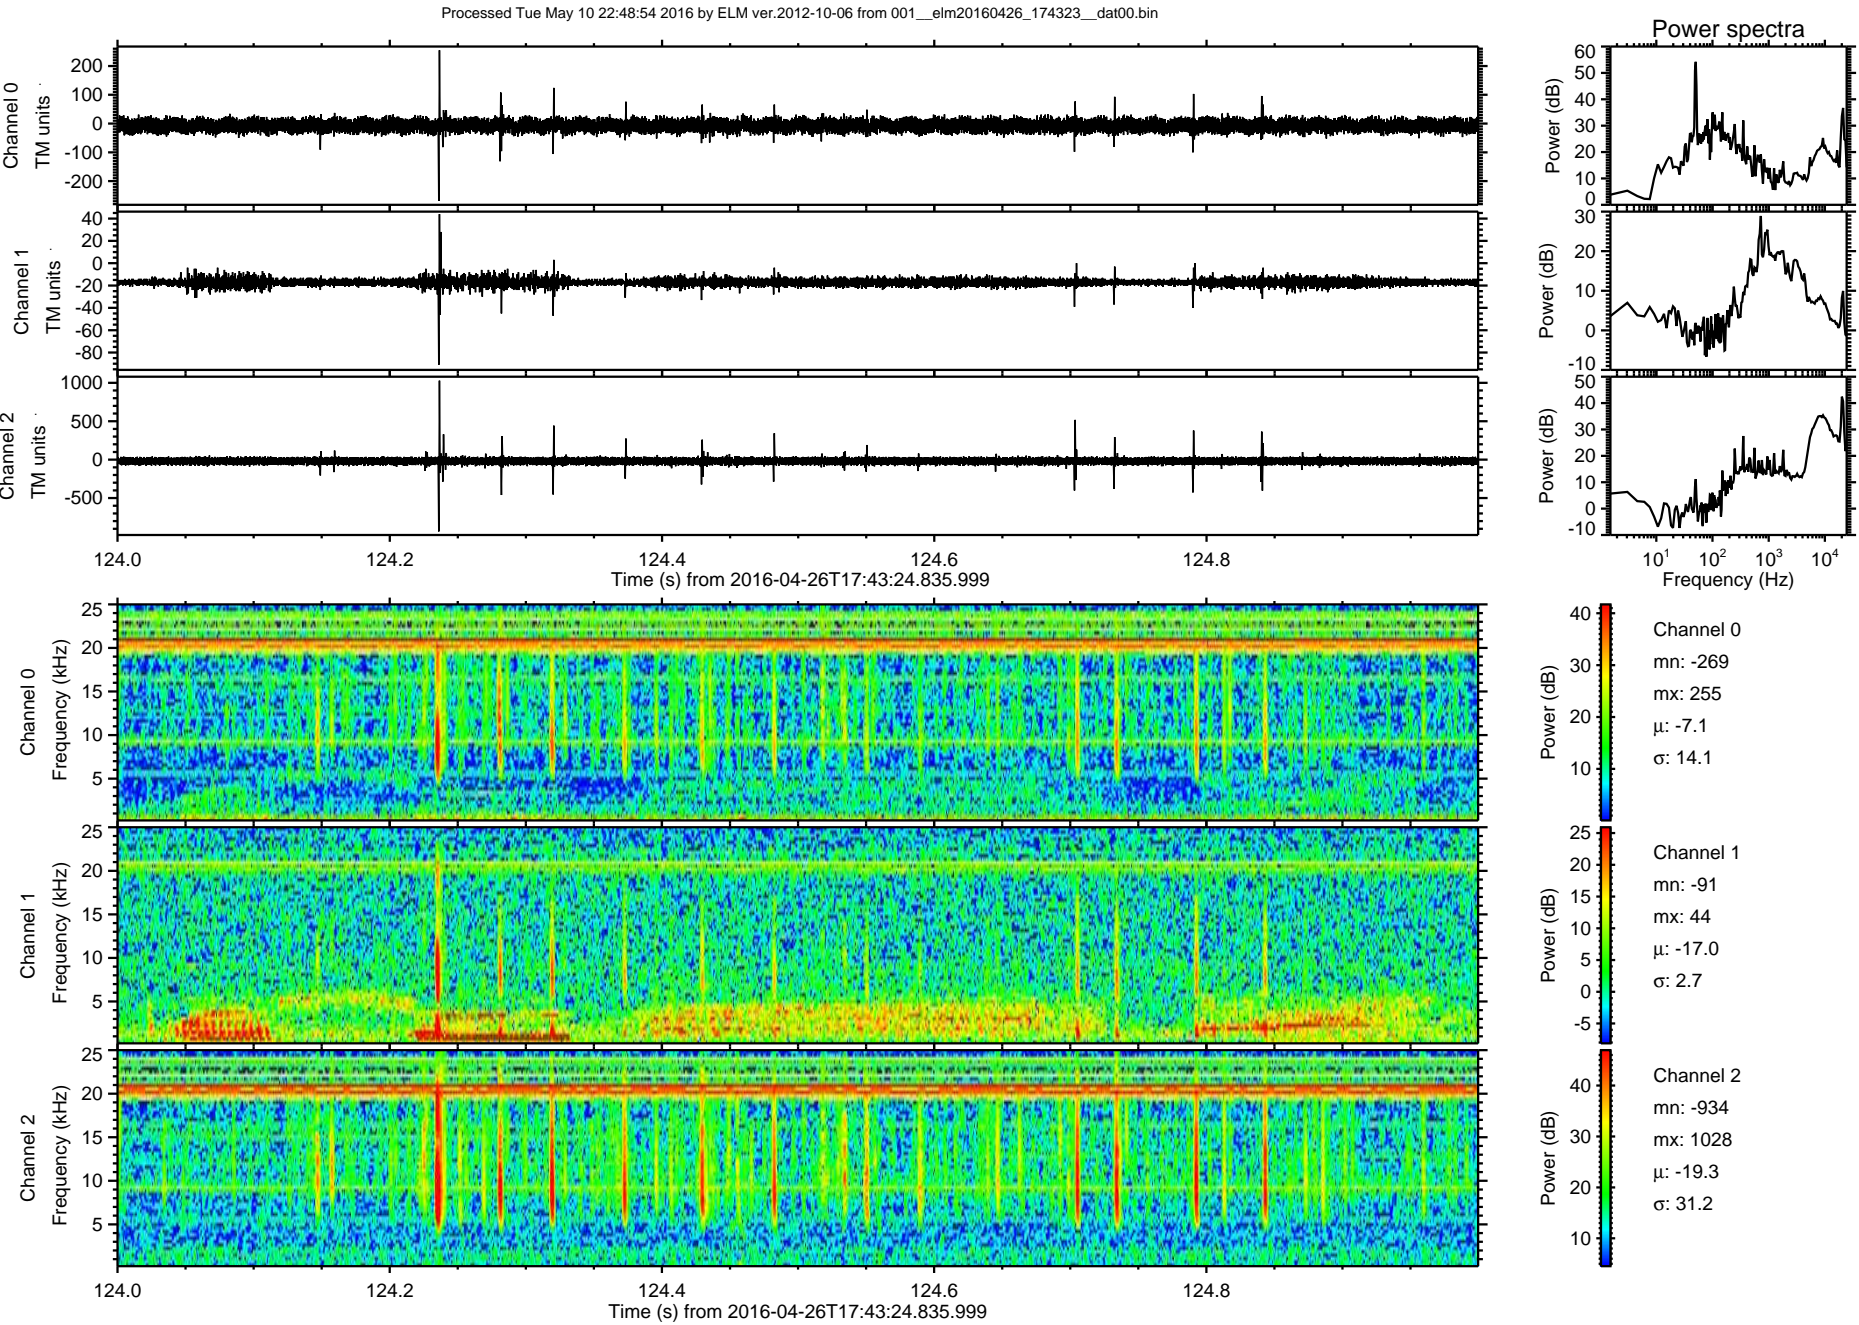 Processed Tue May 10 22:48:54 2016 by ELM ver.2012-10-06 from 001__elm20160426_174323__dat00.bin
Power spectra
Channel 0
TM units
200
100
0
-100
-200
Power (dB)
60
50
40
30
20
10
0
Channel 1
TM units
40
20
0
-20
-40
-60
-80
Power (dB)
30
20
10
0
-10
Channel 2
TM units
1000
500
0
-500
Power (dB)
50
40
30
20
10
0
-10
124.0 124.2 124.4 124.6 124.8
Time (s) from 2016-04-26T17:43:24.835.999
10^1 10^2 10^3 10^4
Frequency (Hz)
Channel 0
Frequency (kHz)
25
20
15
10
5
Power (dB)
40
30
20
10
Channel 0
mn: -269
mx: 255
μ: -7.1
σ: 14.1
Channel 1
Frequency (kHz)
25
20
15
10
5
Power (dB)
25
20
15
10
5
0
-5
Channel 1
mn: -91
mx: 44
μ: -17.0
σ: 2.7
Channel 2
Frequency (kHz)
25
20
15
10
5
Power (dB)
40
30
20
10
Channel 2
mn: -934
mx: 1028
μ: -19.3
σ: 31.2
124.0 124.2 124.4 124.6 124.8
Time (s) from 2016-04-26T17:43:24.835.999